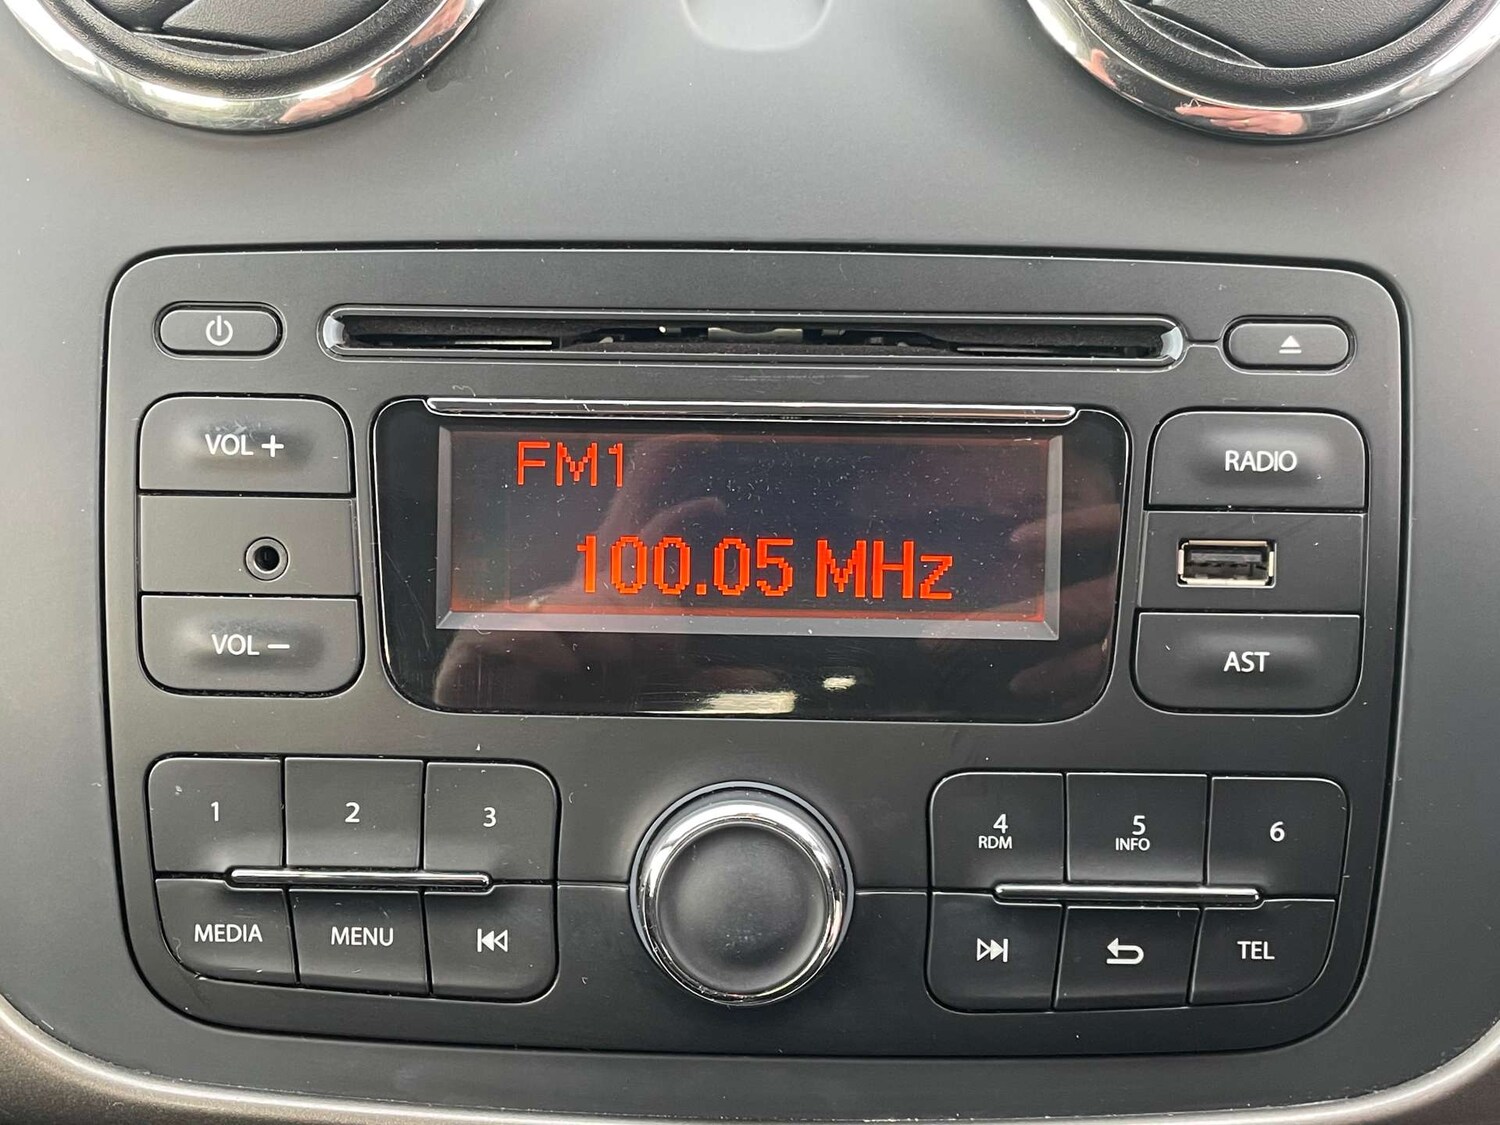 VOL +
FM1
RADIO
100.05 MHz
VOL –
AST
1
2
3
4
RDM
5
INFO
6
MEDIA
MENU
TEL